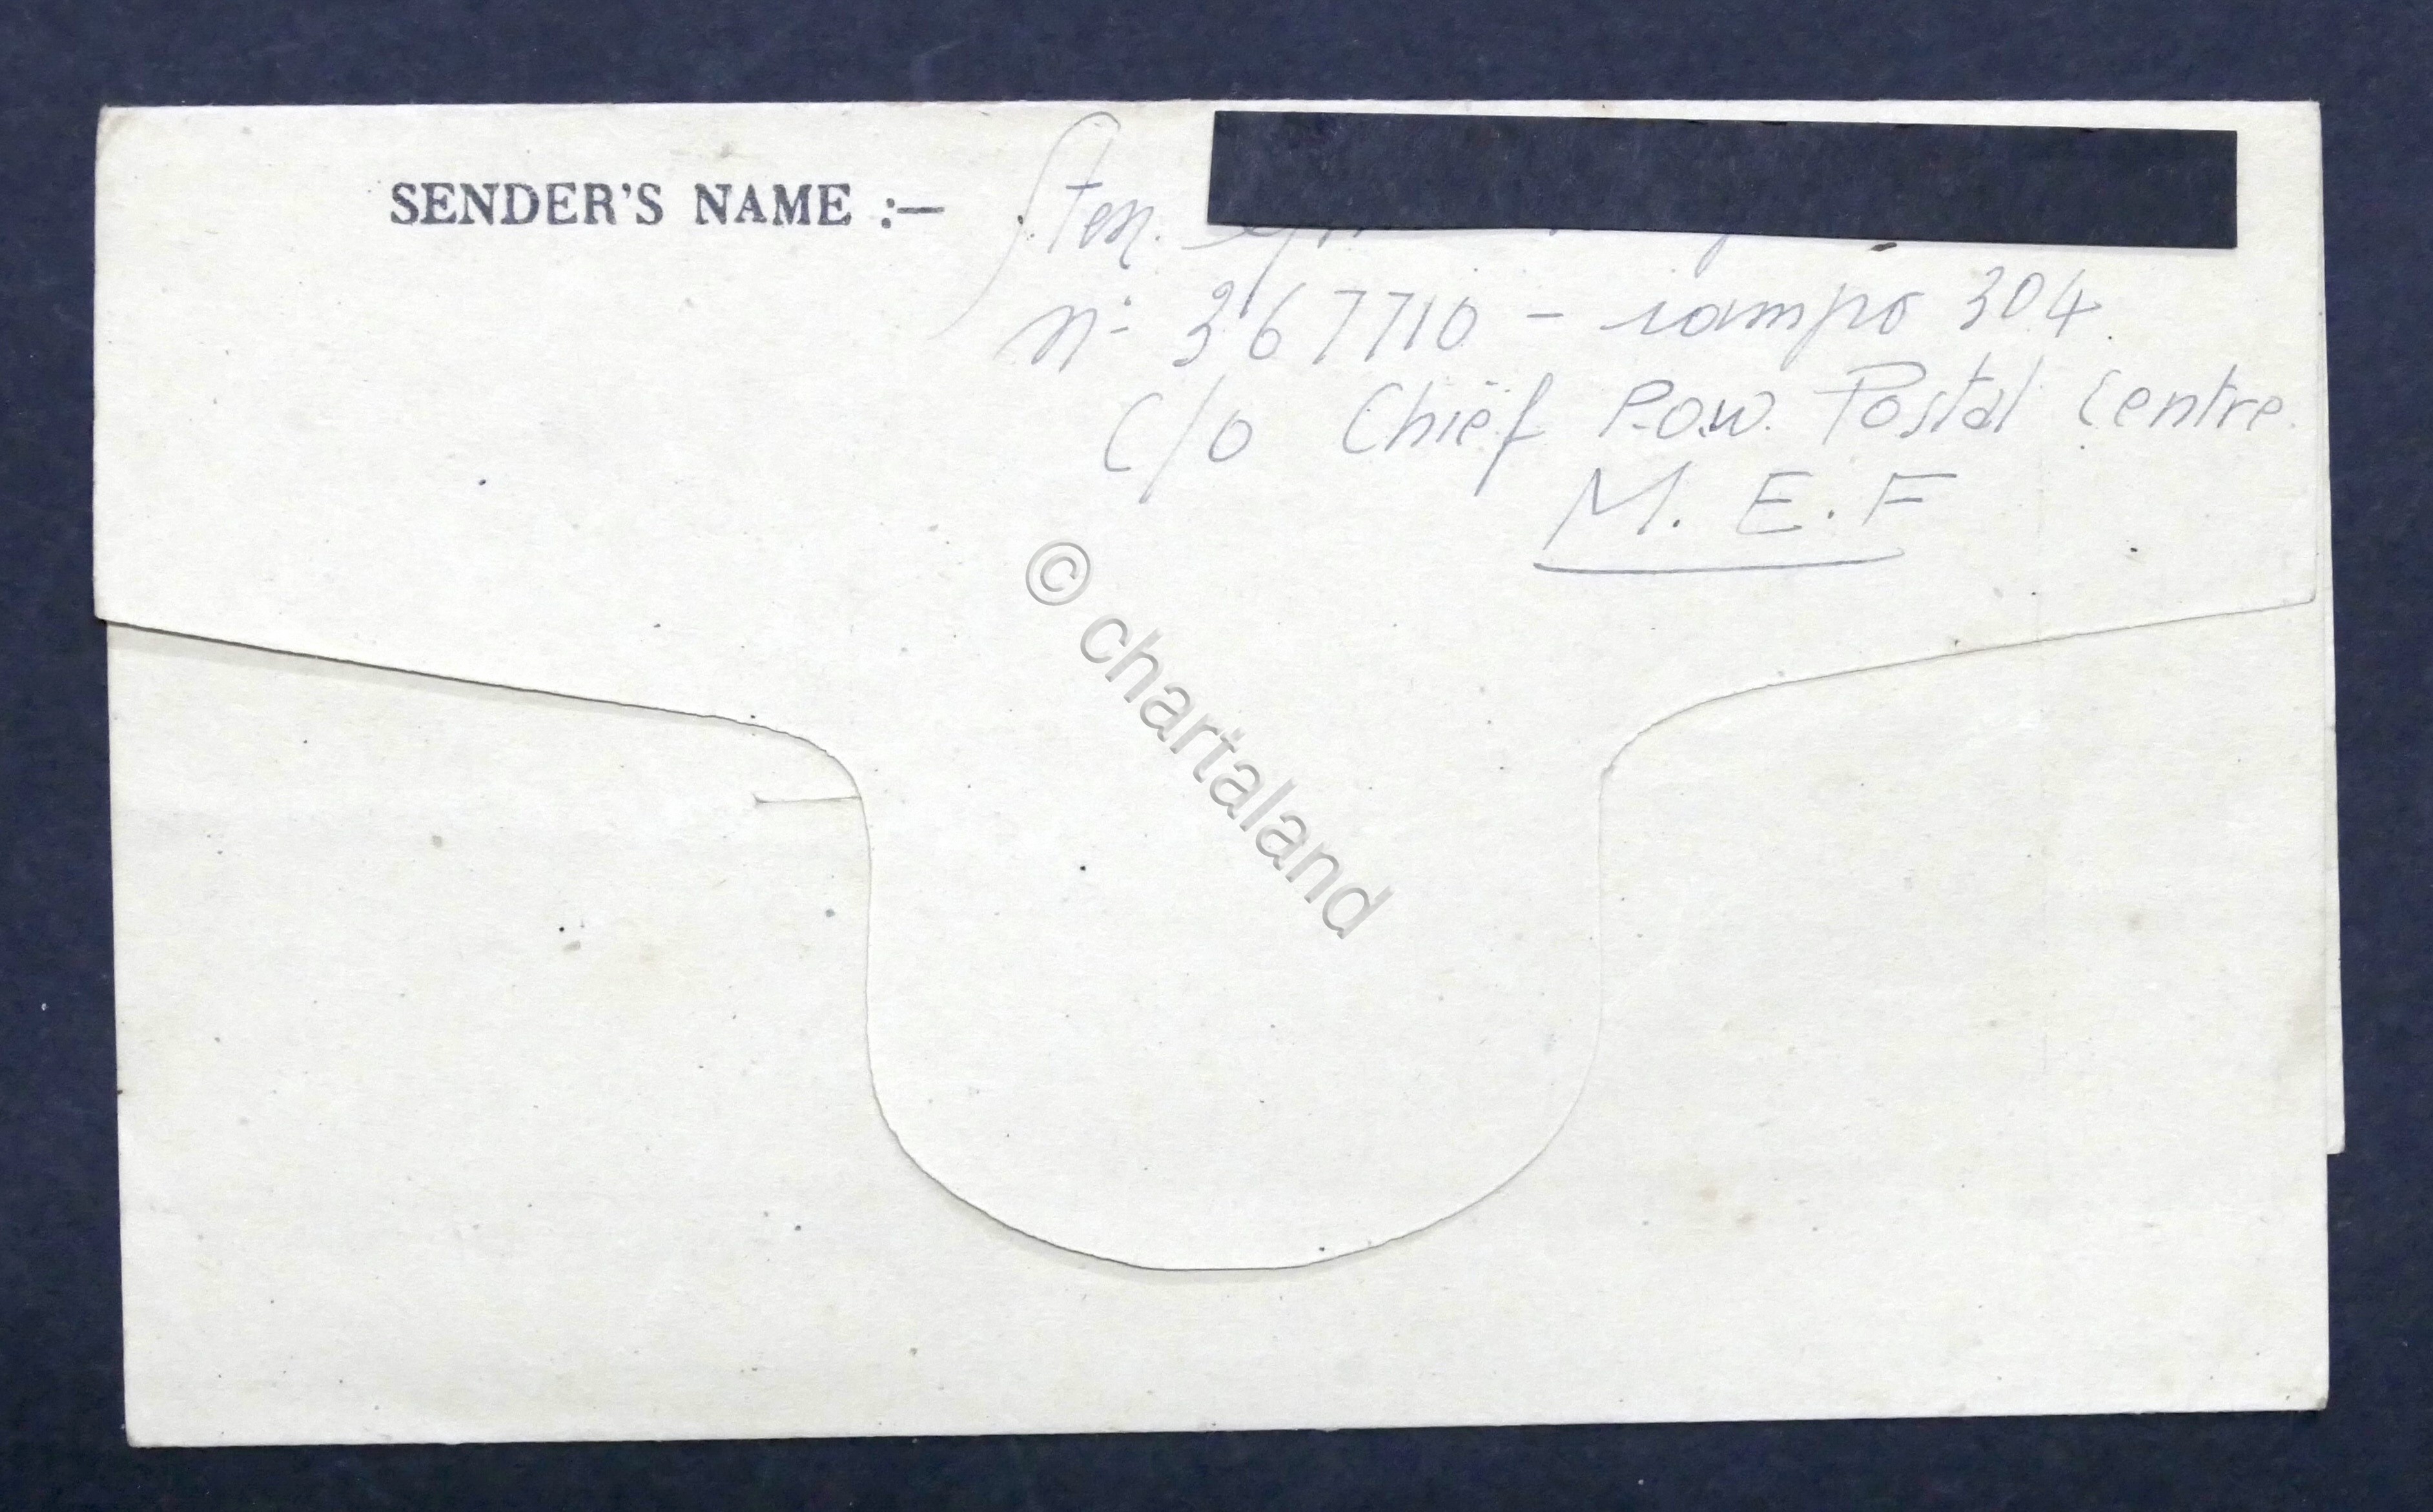 SENDER'S NAME :— Sten.
n° 367710 - campo 304.
C/o Chief P.O.W. Postal Centre.
M. E. F
© chartaland